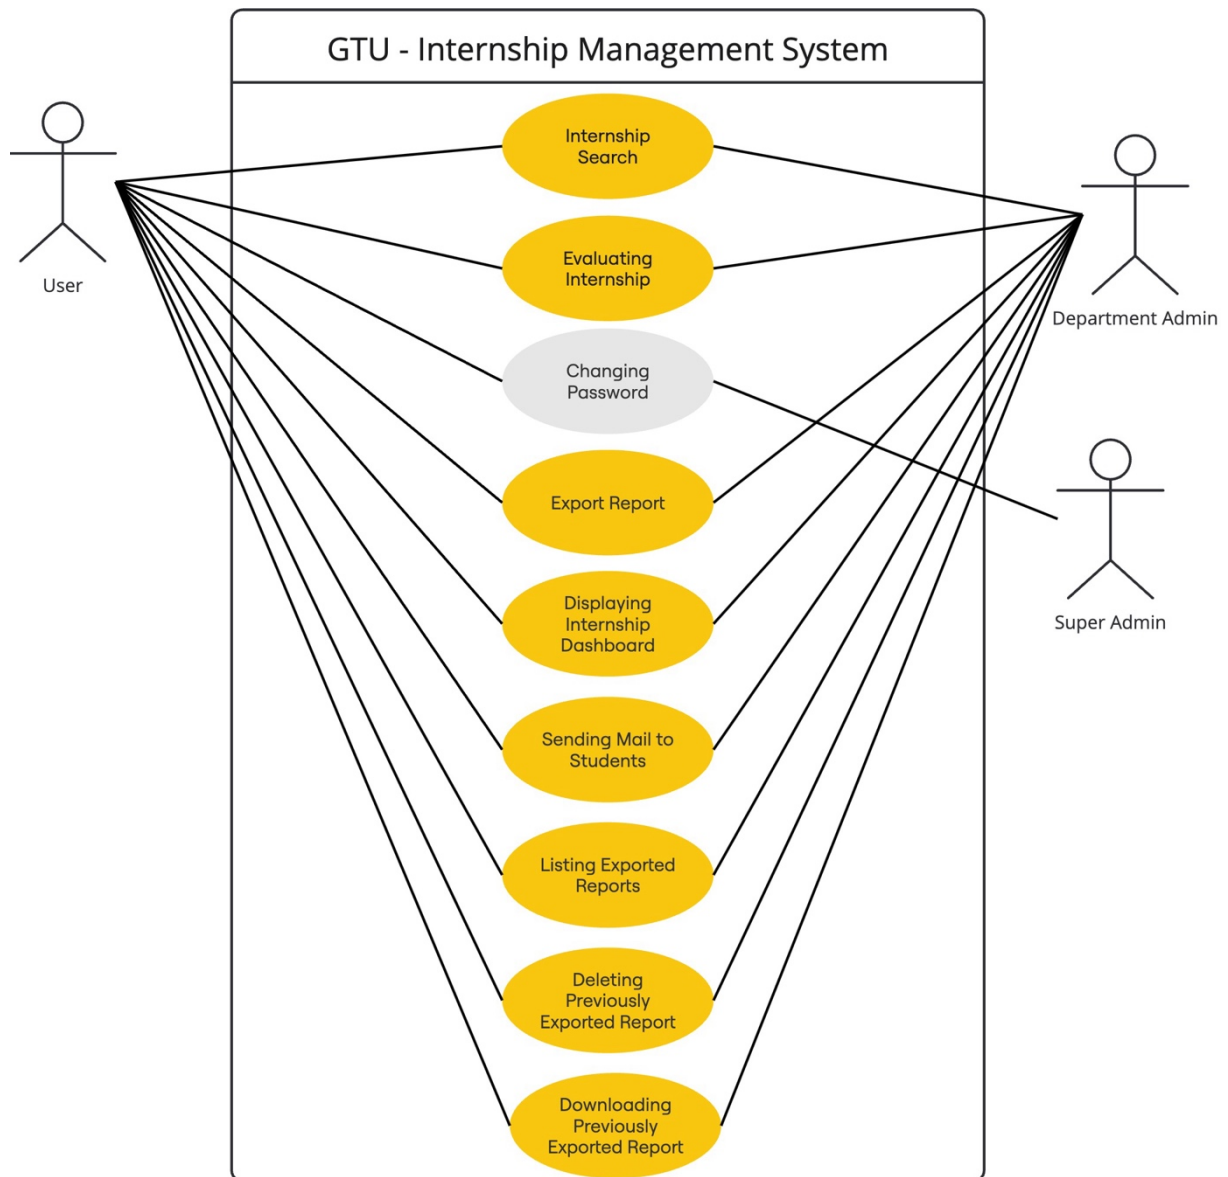 GTU - Internship Management System
Internship
Search
Evaluating
Internship
User
Department Admin
Changing
Password
Export Report
Displaying
Internship
Dashboard
Super Admin
Sending Mail to
Students
Listing Exported
Reports
Deleting
Previously
Exported Report
Downloading
Previously
Exported Report